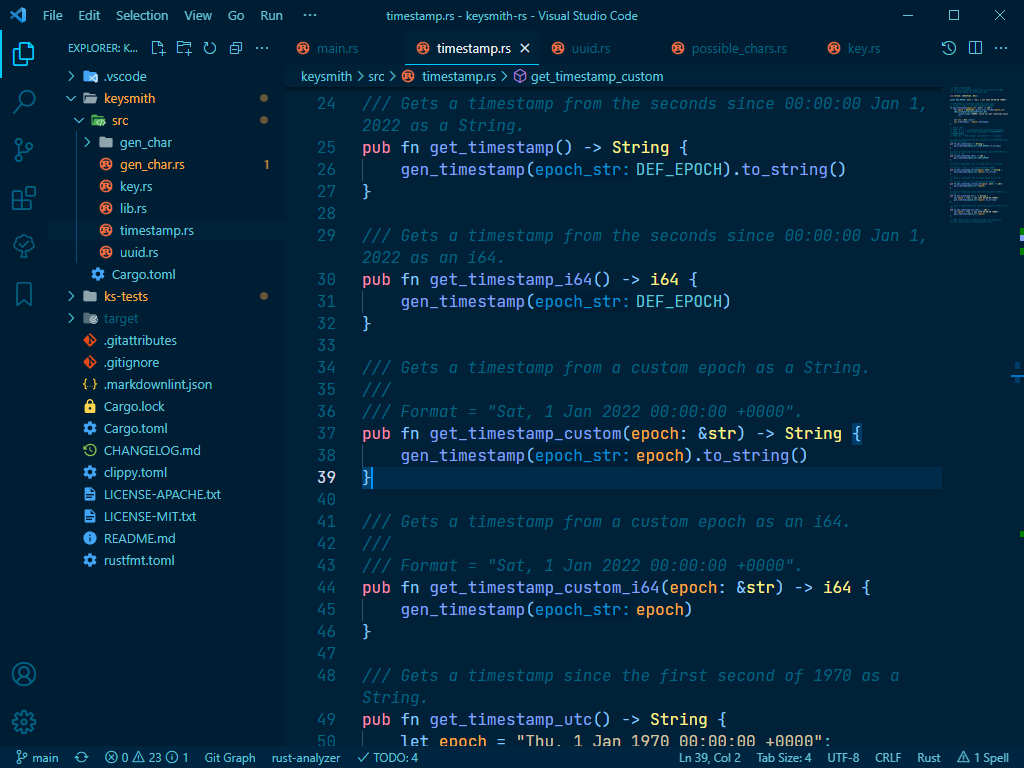 File Edit Selection View Go Run ··· timestamp.rs - keysmith-rs - Visual Studio Code
EXPLORER: K... ···
main.rs timestamp.rs uuid.rs possible_chars.rs key.rs ···
keysmith > src > timestamp.rs > get_timestamp_custom
.vscode
keysmith
src
gen_char
gen_char.rs 1
key.rs
lib.rs
timestamp.rs
uuid.rs
Cargo.toml
ks-tests
target
.gitattributes
.gitignore
.markdownlint.json
Cargo.lock
Cargo.toml
CHANGELOG.md
clippy.toml
LICENSE-APACHE.txt
LICENSE-MIT.txt
README.md
rustfmt.toml
24 /// Gets a timestamp from the seconds since 00:00:00 Jan 1,
2022 as a String.
25 pub fn get_timestamp() -> String {
26 gen_timestamp(epoch_str: DEF_EPOCH).to_string()
27 }
28
29 /// Gets a timestamp from the seconds since 00:00:00 Jan 1,
2022 as an i64.
30 pub fn get_timestamp_i64() -> i64 {
31 gen_timestamp(epoch_str: DEF_EPOCH)
32 }
33
34 /// Gets a timestamp from a custom epoch as a String.
35 ///
36 /// Format = "Sat, 1 Jan 2022 00:00:00 +0000".
37 pub fn get_timestamp_custom(epoch: &str) -> String {
38 gen_timestamp(epoch_str: epoch).to_string()
39 }
40
41 /// Gets a timestamp from a custom epoch as an i64.
42 ///
43 /// Format = "Sat, 1 Jan 2022 00:00:00 +0000".
44 pub fn get_timestamp_custom_i64(epoch: &str) -> i64 {
45 gen_timestamp(epoch_str: epoch)
46 }
47
48 /// Gets a timestamp since the first second of 1970 as a
String.
49 pub fn get_timestamp_utc() -> String {
50 let epoch = "Thu, 1 Jan 1970 00:00:00 +0000";
main 0 23 1 Git Graph rust-analyzer TODO: 4 Ln 39, Col 2 Tab Size: 4 UTF-8 CRLF Rust 1 Spell